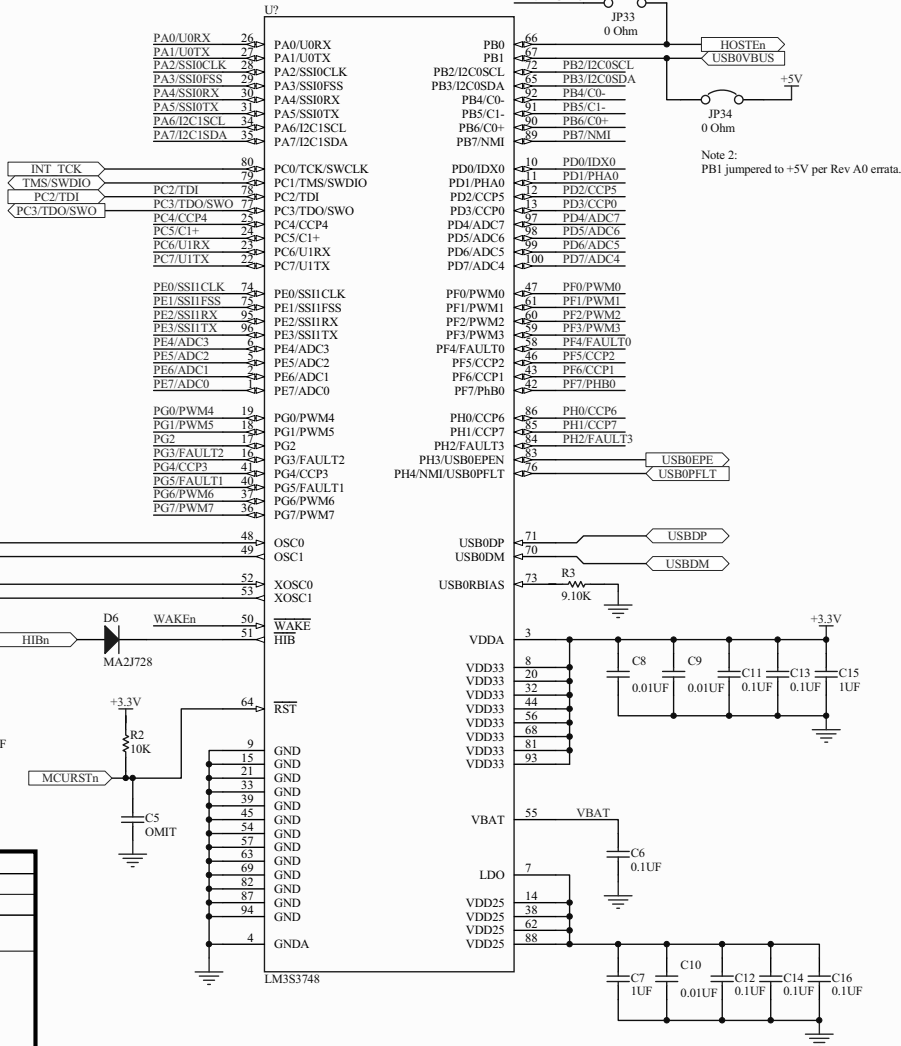 U?
JP33
0 Ohm
PA0/U0RX 26 PA0/U0RX PB0 66 HOSTEn
PA1/U0TX 27 PA1/U0TX PB1 67 USB0VBUS
PA2/SSI0CLK 28 PA2/SSI0CLK PB2/I2C0SCL 72 PB2/I2C0SCL
PA3/SSI0FSS 29 PA3/SSI0FSS PB3/I2C0SDA 65 PB3/I2C0SDA
PA4/SSI0RX 30 PA4/SSI0RX PB4/C0- 92 PB4/C0-
PA5/SSI0TX 31 PA5/SSI0TX PB5/C1- 91 PB5/C1-
PA6/I2C1SCL 34 PA6/I2C1SCL PB6/C0+ 90 PB6/C0+
PA7/I2C1SDA 35 PA7/I2C1SDA PB7/NMI 89 PB7/NMI
+5V
JP34
0 Ohm
Note 2:
PB1 jumpered to +5V per Rev A0 errata.
INT_TCK 80 PC0/TCK/SWCLK PD0/IDX0 10 PD0/IDX0
TMS/SWDIO 79 PC1/TMS/SWDIO PD1/PHA0 11 PD1/PHA0
PC2/TDI PC2/TDI 78 PC2/TDI PD2/CCP5 12 PD2/CCP5
PC3/TDO/SWO PC3/TDO/SWO 77 PC3/TDO/SWO PD3/CCP0 13 PD3/CCP0
PC4/CCP4 25 PC4/CCP4 PD4/ADC7 97 PD4/ADC7
PC5/C1+ 24 PC5/C1+ PD5/ADC6 98 PD5/ADC6
PC6/U1RX 23 PC6/U1RX PD6/ADC5 99 PD6/ADC5
PC7/U1TX 22 PC7/U1TX PD7/ADC4 100 PD7/ADC4
PE0/SSI1CLK 74 PE0/SSI1CLK PF0/PWM0 47 PF0/PWM0
PE1/SSI1FSS 75 PE1/SSI1FSS PF1/PWM1 61 PF1/PWM1
PE2/SSI1RX 95 PE2/SSI1RX PF2/PWM2 60 PF2/PWM2
PE3/SSI1TX 96 PE3/SSI1TX PF3/PWM3 59 PF3/PWM3
PE4/ADC3 6 PE4/ADC3 PF4/FAULT0 58 PF4/FAULT0
PE5/ADC2 5 PE5/ADC2 PF5/CCP2 46 PF5/CCP2
PE6/ADC1 2 PE6/ADC1 PF6/CCP1 43 PF6/CCP1
PE7/ADC0 1 PE7/ADC0 PF7/PhB0 42 PF7/PHB0
PG0/PWM4 19 PG0/PWM4 PH0/CCP6 86 PH0/CCP6
PG1/PWM5 18 PG1/PWM5 PH1/CCP7 85 PH1/CCP7
PG2 17 PG2 PH2/FAULT3 84 PH2/FAULT3
PG3/FAULT2 16 PG3/FAULT2 PH3/USB0EPEN 83 USB0EPE
PG4/CCP3 41 PG4/CCP3 PH4/NMI/USB0PFLT 76 USB0PFLT
PG5/FAULT1 40 PG5/FAULT1
PG6/PWM6 37 PG6/PWM6
PG7/PWM7 36 PG7/PWM7
48 OSC0 USB0DP 71 USBDP
49 OSC1 USB0DM 70 USBDM
52 XOSC0 USB0RBIAS 73 R3
53 XOSC1 9.10K
D6 WAKEn 50 WAKE
HIBn 51 HIB VDDA 3 +3.3V
MA2J728
VDD33 8
VDD33 20
VDD33 32
VDD33 44
VDD33 56
VDD33 68
VDD33 81
VDD33 93
C8 C9 C11 C13 C15
0.01UF 0.01UF 0.1UF 0.1UF 1UF
+3.3V 64 RST
R2
10K
F
MCURSTn
C5
OMIT
9 GND
15 GND
21 GND
33 GND
39 GND
45 GND
54 GND
57 GND
63 GND
69 GND
82 GND
87 GND
94 GND
4 GNDA
VBAT 55 VBAT
C6
0.1UF
LDO 7
VDD25 14
VDD25 38
VDD25 62
VDD25 88
LM3S3748
C7 C10 C12 C14 C16
1UF 0.01UF 0.1UF 0.1UF 0.1UF